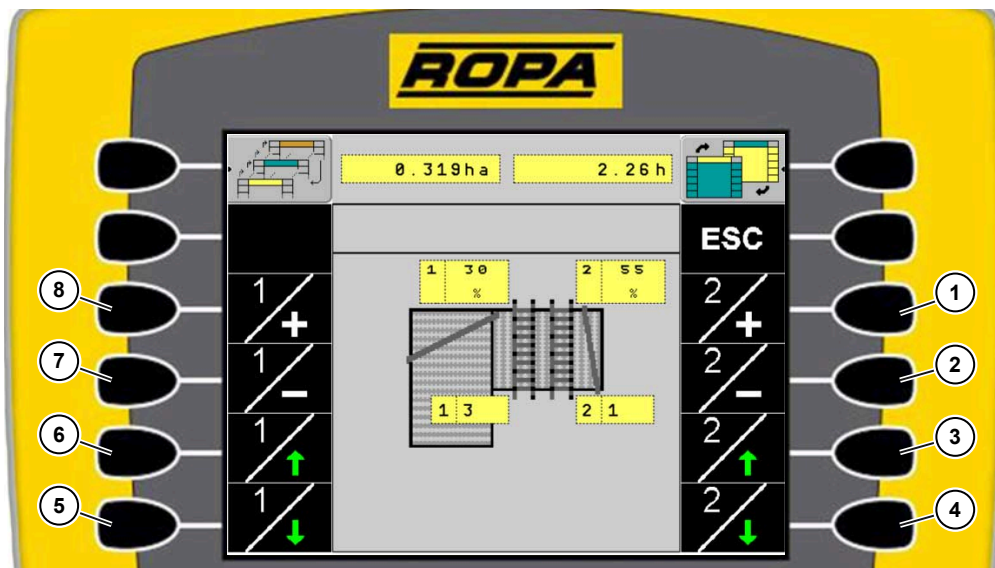 ROPA
0.319ha 2.26h
ESC
1 30 % 2 55 %
8 1/+ 2/+ 1
7 1/- 2/- 2
1 3 2 1
6 1/↑ 2/↑ 3
5 1/↓ 2/↓ 4